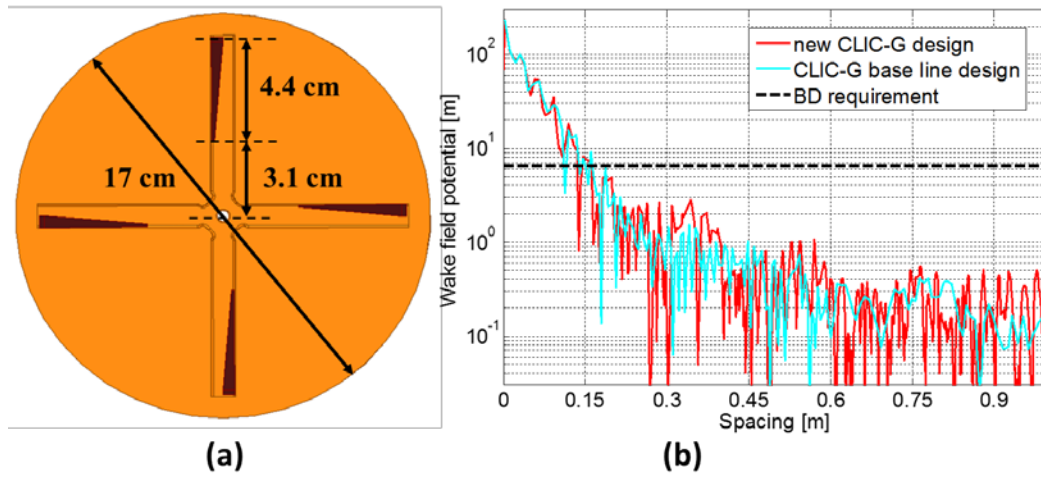 4.4 cm
17 cm
3.1 cm
(a)
Wake field potential [m]
10²
10¹
10⁰
10⁻¹
new CLIC-G design
CLIC-G base line design
BD requirement
0 0.15 0.3 0.45 0.6 0.75 0.9
Spacing [m]
(b)